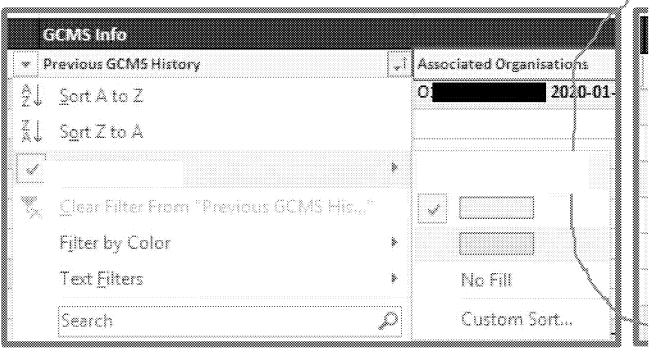 GCMS Info
Previous GCMS History
Associated Organisations
2020-01-
Sort A to Z
Sort Z to A
Clear Filter From "Previous GCMS His..."
Filter by Color
Text Filters
No Fill
Search
Custom Sort...